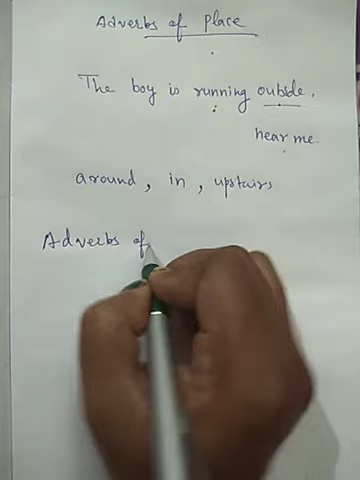 Adverbs of Place
The boy is running outside.
near me.
around, in, upstairs
Adverbs of